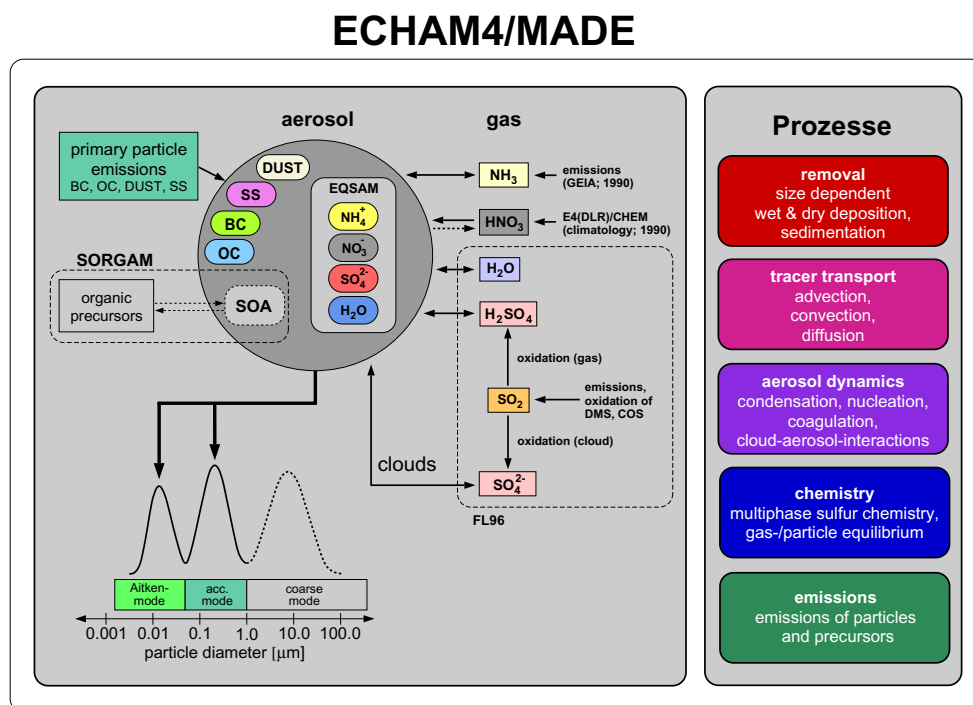 ECHAM4/MADE
aerosol
gas
primary particle
emissions
BC, OC, DUST, SS
DUST
SS
BC
OC
EQSAM
NH₄⁺
NO₃⁻
SO₄²⁻
H₂O
SORGAM
organic
precursors
SOA
NH₃
emissions
(GEIA; 1990)
HNO₃
E4(DLR)/CHEM
(climatology; 1990)
H₂O
H₂SO₄
oxidation (gas)
SO₂
emissions,
oxidation of
DMS, COS
oxidation (cloud)
clouds
SO₄²⁻
FL96
Aitken-
mode
acc.
mode
coarse
mode
0.001 0.01 0.1 1.0 10.0 100.0
particle diameter [μm]
Prozesse
removal
size dependent
wet & dry deposition,
sedimentation
tracer transport
advection,
convection,
diffusion
aerosol dynamics
condensation, nucleation,
coagulation,
cloud-aerosol-interactions
chemistry
multiphase sulfur chemistry,
gas-/particle equilibrium
emissions
emissions of particles
and precursors